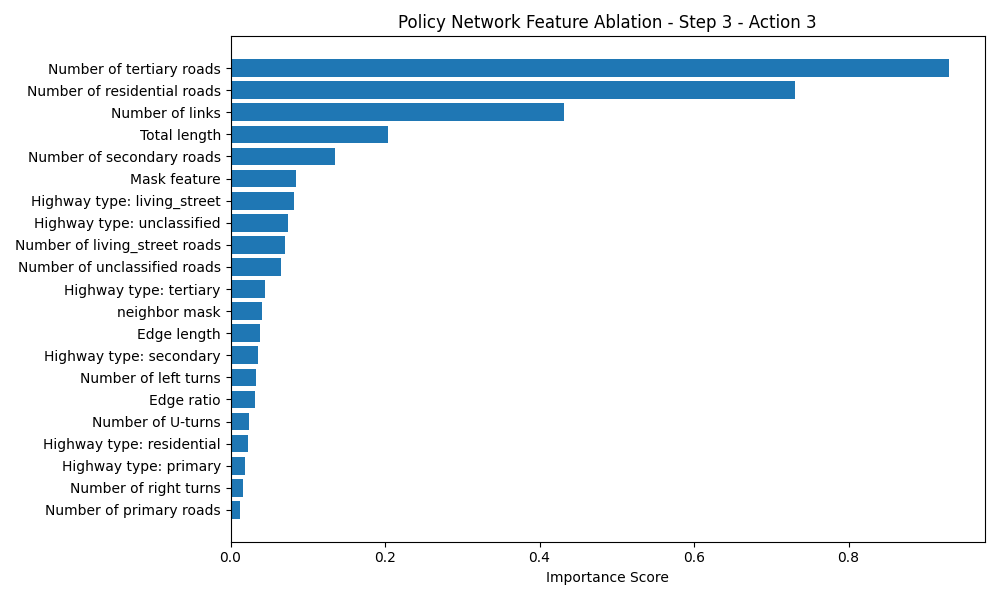 Policy Network Feature Ablation - Step 3 - Action 3
Number of tertiary roads
Number of residential roads
Number of links
Total length
Number of secondary roads
Mask feature
Highway type: living_street
Highway type: unclassified
Number of living_street roads
Number of unclassified roads
Highway type: tertiary
neighbor mask
Edge length
Highway type: secondary
Number of left turns
Edge ratio
Number of U-turns
Highway type: residential
Highway type: primary
Number of right turns
Number of primary roads
0.0 0.2 0.4 0.6 0.8
Importance Score